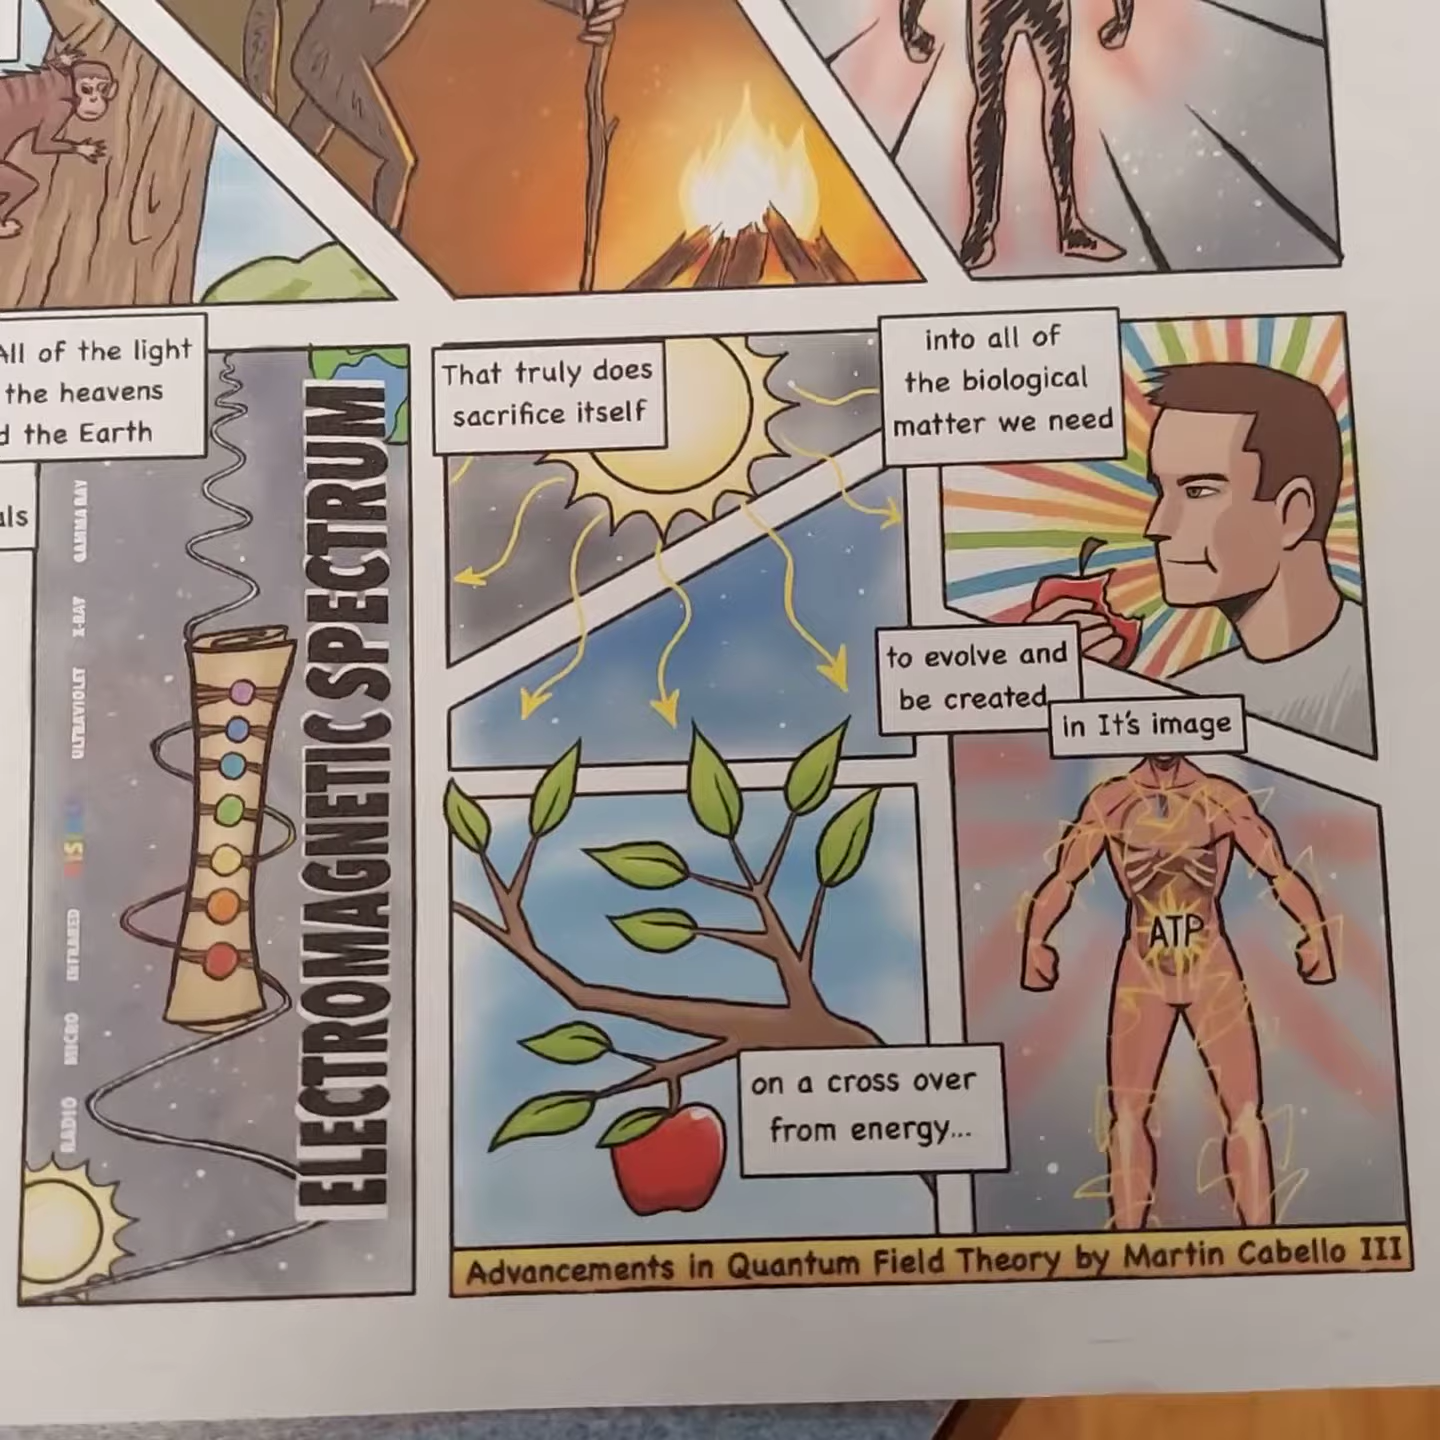 All of the light
the heavens
the Earth
GAMMA RAY
X-RAY
ULTRAVIOLET
INFRARED
MICRO
RADIO
ELECTROMAGNETIC SPECTRUM
That truly does
sacrifice itself
into all of
the biological
matter we need
to evolve and
be created
in It's image
ATP
on a cross over
from energy...
Advancements in Quantum Field Theory by Martin Cabello III